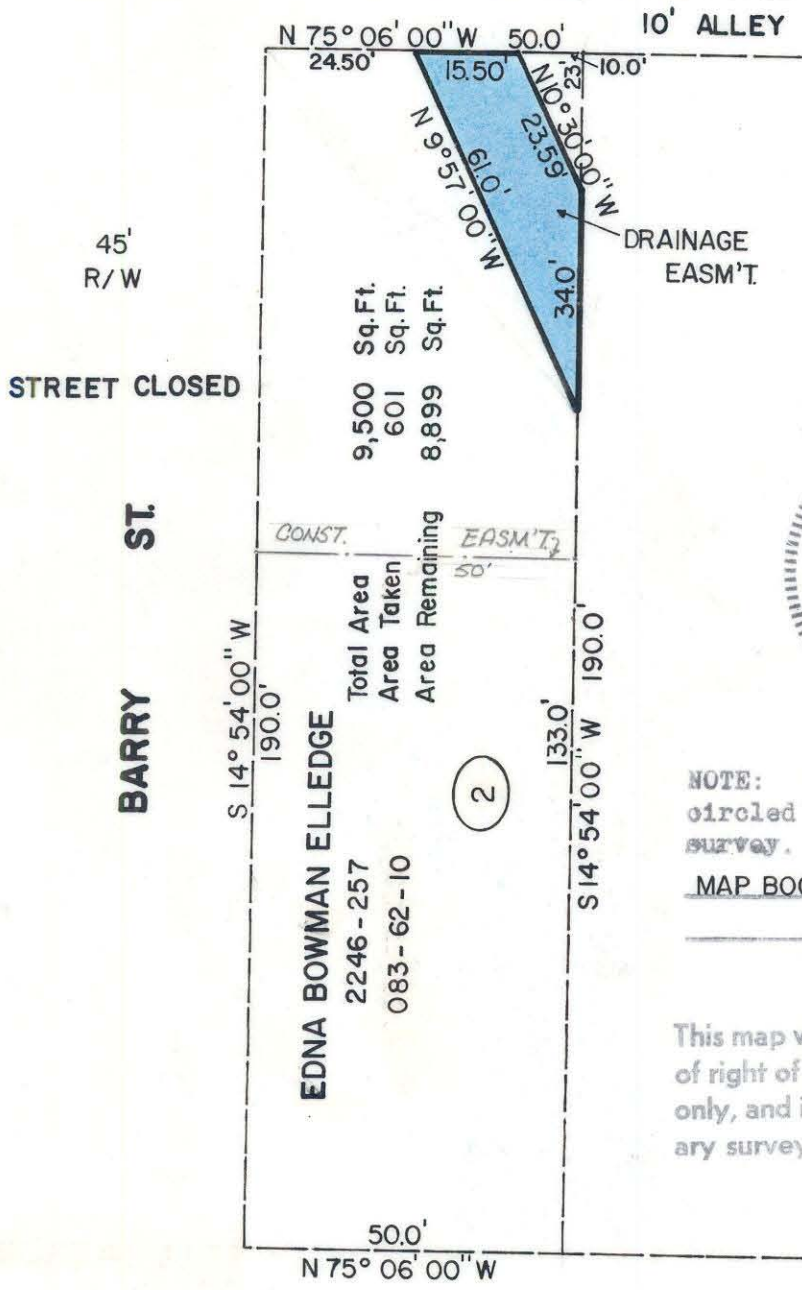 N 75° 06' 00"W 50.0' 10' ALLEY
24.50' 15.50' 23' 10.0'
N 10° 30' 00" W
23.59'
N 9° 57' 00" W
61.0'
34.0'
DRAINAGE
EASM'T.
45'
R/W
STREET CLOSED
BARRY ST.
CONST. EASM'T
50'
Total Area 9,500 Sq. Ft.
Area Taken 601 Sq. Ft.
Area Remaining 8,899 Sq. Ft.
S 14° 54' 00" W
190.0'
EDNA BOWMAN ELLEDGE
2246 - 257
083 - 62 - 10
2
133.0'
S 14° 54' 00" W 190.0'
NOTE:
circled
survey.
MAP BOO
This map w
of right of
only, and i
ary survey
50.0'
N 75° 06' 00" W